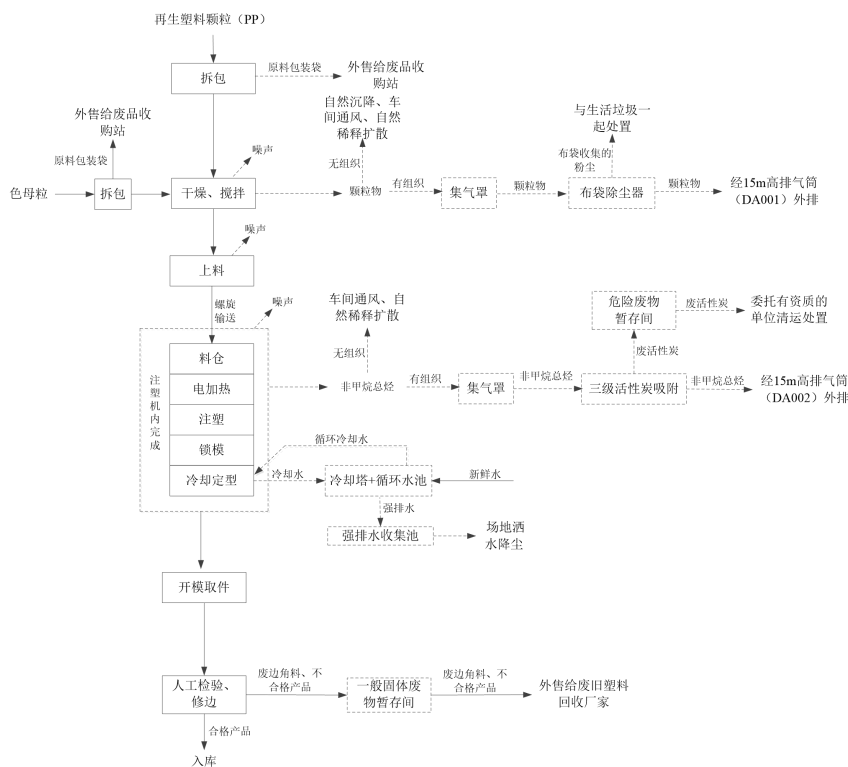 再生塑料颗粒（PP）
拆包
原料包装袋
外售给废品收
购站
外售给废品收
购站
原料包装袋
色母粒
拆包
干燥、搅拌
噪声
自然沉降、车
间通风、自然
稀释扩散
无组织
颗粒物
有组织
集气罩
颗粒物
与生活垃圾一
起处置
布袋收集的
粉尘
布袋除尘器
颗粒物
经15m高排气筒
（DA001）外排
上料
噪声
螺旋
输送
噪声
注
塑
机
内
完
成
料仓
电加热
注塑
锁模
冷却定型
车间通风、自
然稀释扩散
无组织
非甲烷总烃
有组织
集气罩
非甲烷总烃
危险废物
暂存间
废活性炭
委托有资质的
单位清运处置
废活性炭
三级活性炭吸附
非甲烷总烃
经15m高排气筒
（DA002）外排
循环冷却水
冷却水
冷却塔+循环水池
新鲜水
强排水
强排水收集池
场地洒
水降尘
开模取件
人工检验、
修边
废边角料、不
合格产品
一般固体废
物暂存间
废边角料、不
合格产品
外售给废旧塑料
回收厂家
合格产品
入库